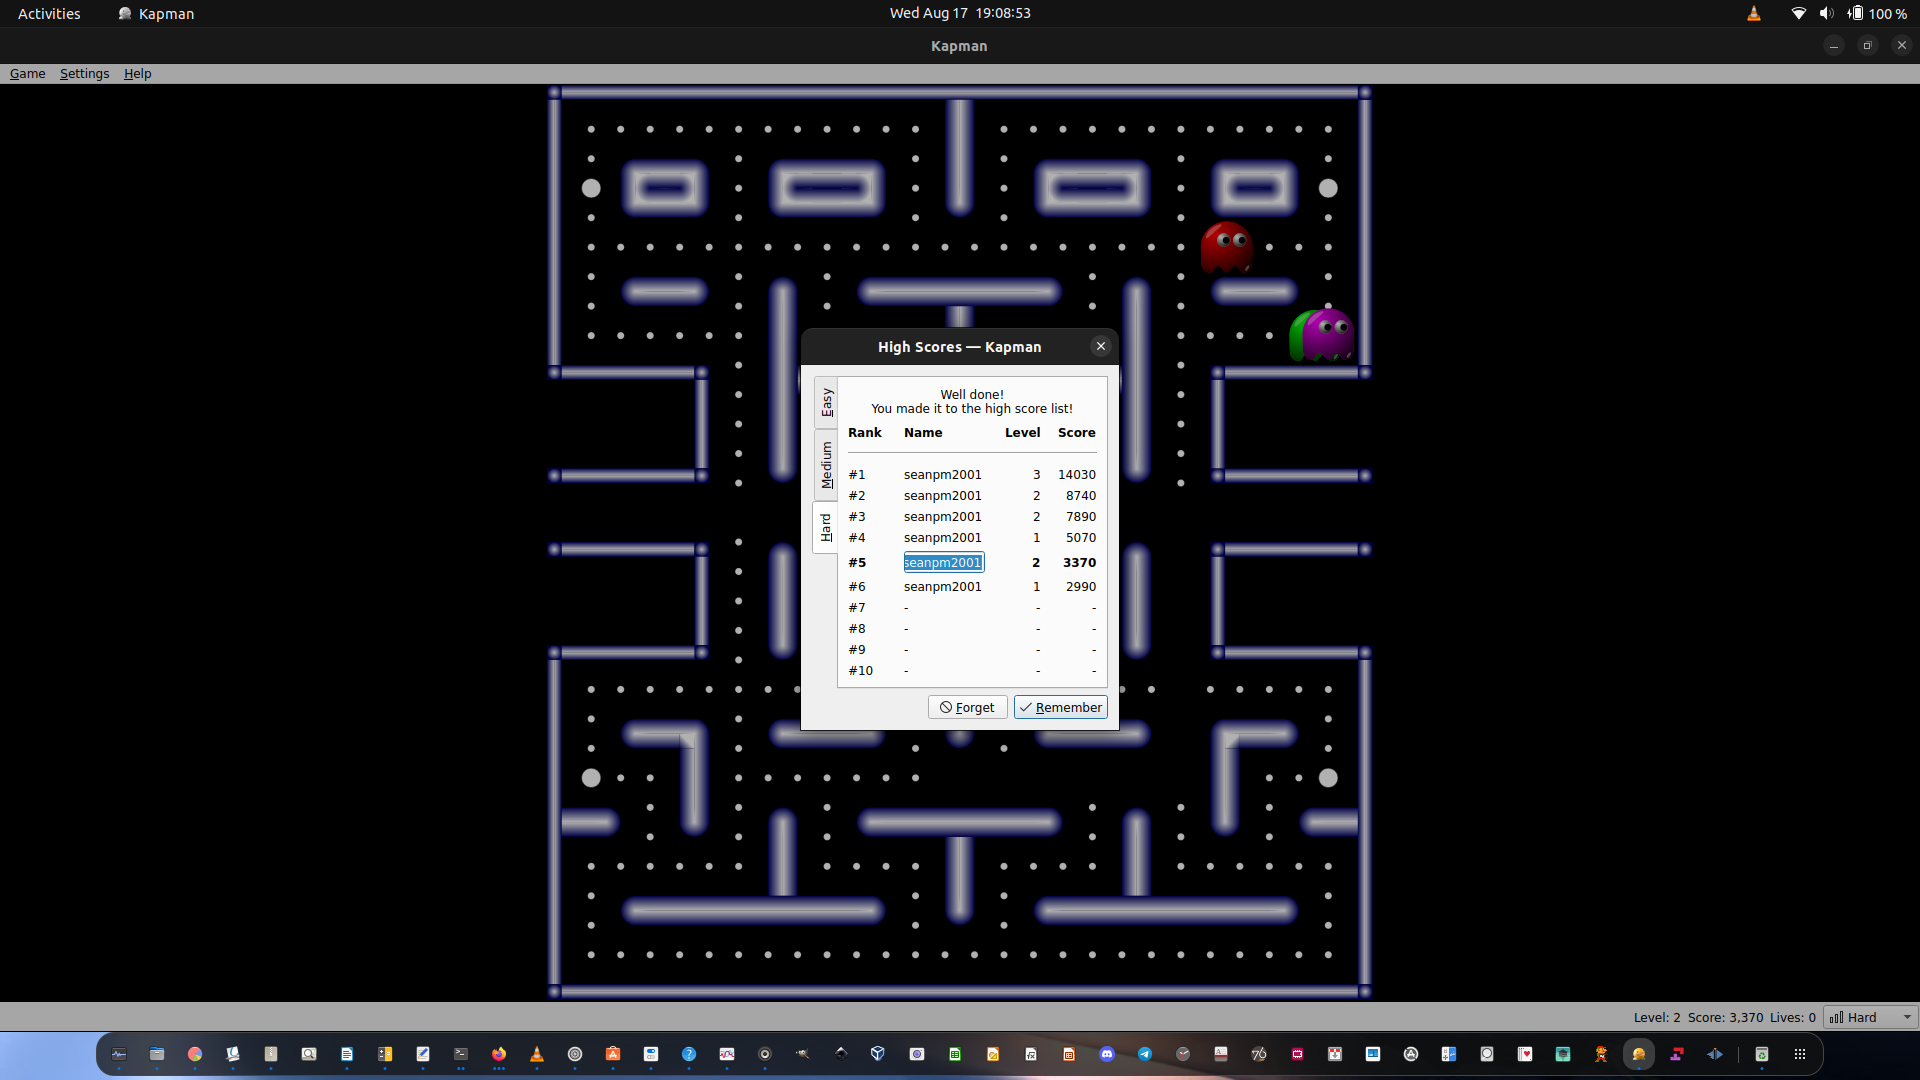 Activities Kapman Wed Aug 17 19:08:53 100 %
Kapman
Game Settings Help
High Scores — Kapman
Easy
Medium
Hard
Well done!
You made it to the high score list!
Rank Name Level Score
#1 seanpm2001 3 14030
#2 seanpm2001 2 8740
#3 seanpm2001 2 7890
#4 seanpm2001 1 5070
#5 seanpm2001 2 3370
#6 seanpm2001 1 2990
#7 - - -
#8 - - -
#9 - - -
#10 - - -
Forget Remember
Level: 2 Score: 3,370 Lives: 0 Hard
76